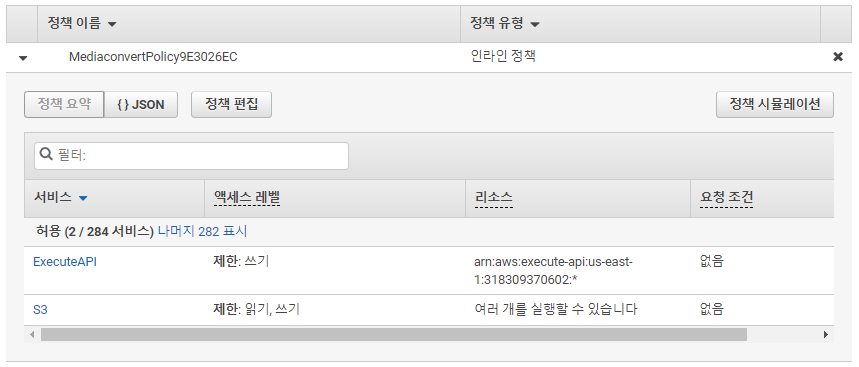 정책 이름 정책 유형
MediaconvertPolicy9E3026EC 인라인 정책
정책 요약 { } JSON 정책 편집 정책 시뮬레이션
필터:
서비스 액세스 레벨 리소스 요청 조건
허용 (2 / 284 서비스) 나머지 282 표시
ExecuteAPI 제한: 쓰기 arn:aws:execute-api:us-east- 없음
1:318309370602:*
S3 제한: 읽기, 쓰기 여러 개를 실행할 수 있습니다 없음